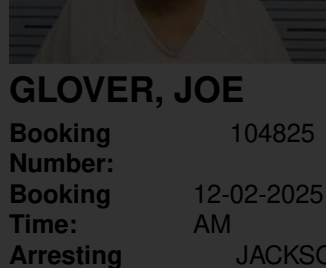 GLOVER, JOE
Booking 104825
Number:
Booking 12-02-2025
Time: AM
Arresting